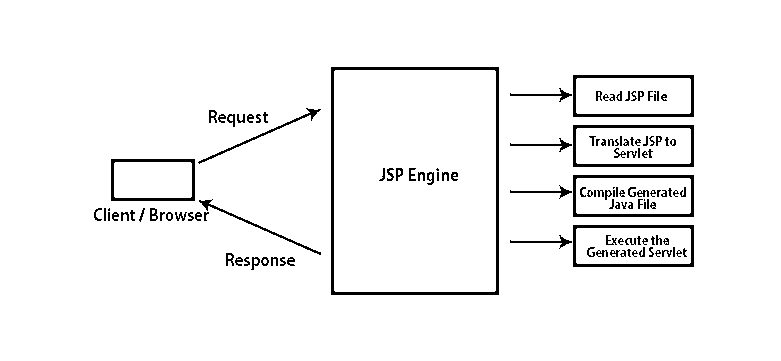 Request
JSP Engine
Client / Browser
Response
Read JSP File
Translate JSP to
Servlet
Compile Generated
Java File
Execute the
Generated Servlet